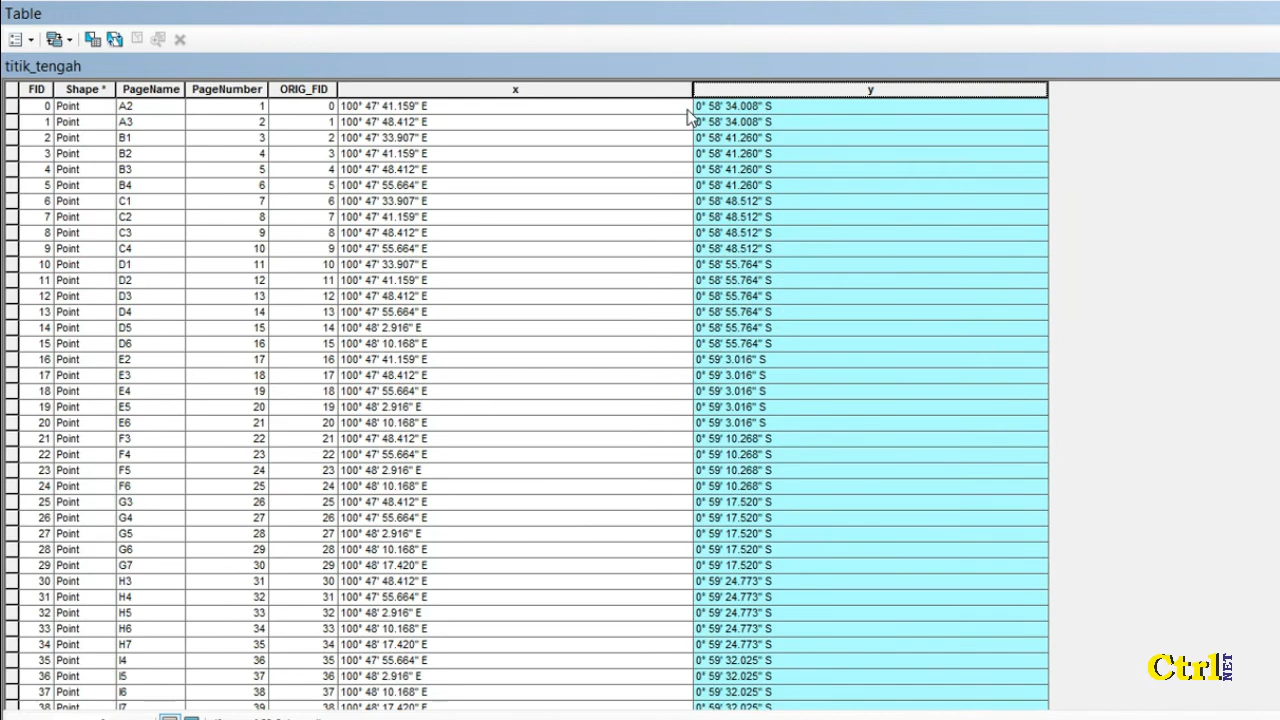 Table
titik_tengah
FID Shape * PageName PageNumber ORIG_FID x y
0 Point A2 1 0 100° 47' 41.159" E 0° 58' 34.008" S
1 Point A3 2 1 100° 47' 48.412" E 0° 58' 34.008" S
2 Point B1 3 2 100° 47' 33.907" E 0° 58' 41.260" S
3 Point B2 4 3 100° 47' 41.159" E 0° 58' 41.260" S
4 Point B3 5 4 100° 47' 48.412" E 0° 58' 41.260" S
5 Point B4 6 5 100° 47' 55.664" E 0° 58' 41.260" S
6 Point C1 7 6 100° 47' 33.907" E 0° 58' 48.512" S
7 Point C2 8 7 100° 47' 41.159" E 0° 58' 48.512" S
8 Point C3 9 8 100° 47' 48.412" E 0° 58' 48.512" S
9 Point C4 10 9 100° 47' 55.664" E 0° 58' 48.512" S
10 Point D1 11 10 100° 47' 33.907" E 0° 58' 55.764" S
11 Point D2 12 11 100° 47' 41.159" E 0° 58' 55.764" S
12 Point D3 13 12 100° 47' 48.412" E 0° 58' 55.764" S
13 Point D4 14 13 100° 47' 55.664" E 0° 58' 55.764" S
14 Point D5 15 14 100° 48' 2.916" E 0° 58' 55.764" S
15 Point D6 16 15 100° 48' 10.168" E 0° 58' 55.764" S
16 Point E2 17 16 100° 47' 41.159" E 0° 59' 3.016" S
17 Point E3 18 17 100° 47' 48.412" E 0° 59' 3.016" S
18 Point E4 19 18 100° 47' 55.664" E 0° 59' 3.016" S
19 Point E5 20 19 100° 48' 2.916" E 0° 59' 3.016" S
20 Point E6 21 20 100° 48' 10.168" E 0° 59' 3.016" S
21 Point F3 22 21 100° 47' 48.412" E 0° 59' 10.268" S
22 Point F4 23 22 100° 47' 55.664" E 0° 59' 10.268" S
23 Point F5 24 23 100° 48' 2.916" E 0° 59' 10.268" S
24 Point F6 25 24 100° 48' 10.168" E 0° 59' 10.268" S
25 Point G3 26 25 100° 47' 48.412" E 0° 59' 17.520" S
26 Point G4 27 26 100° 47' 55.664" E 0° 59' 17.520" S
27 Point G5 28 27 100° 48' 2.916" E 0° 59' 17.520" S
28 Point G6 29 28 100° 48' 10.168" E 0° 59' 17.520" S
29 Point G7 30 29 100° 48' 17.420" E 0° 59' 17.520" S
30 Point H3 31 30 100° 47' 48.412" E 0° 59' 24.773" S
31 Point H4 32 31 100° 47' 55.664" E 0° 59' 24.773" S
32 Point H5 33 32 100° 48' 2.916" E 0° 59' 24.773" S
33 Point H6 34 33 100° 48' 10.168" E 0° 59' 24.773" S
34 Point H7 35 34 100° 48' 17.420" E 0° 59' 24.773" S
35 Point I4 36 35 100° 47' 55.664" E 0° 59' 32.025" S
36 Point I5 37 36 100° 48' 2.916" E 0° 59' 32.025" S
37 Point I6 38 37 100° 48' 10.168" E 0° 59' 32.025" S
38 Point I7 39 38 100° 48' 17.420" E 0° 59' 32.025" S
Ctrl NET